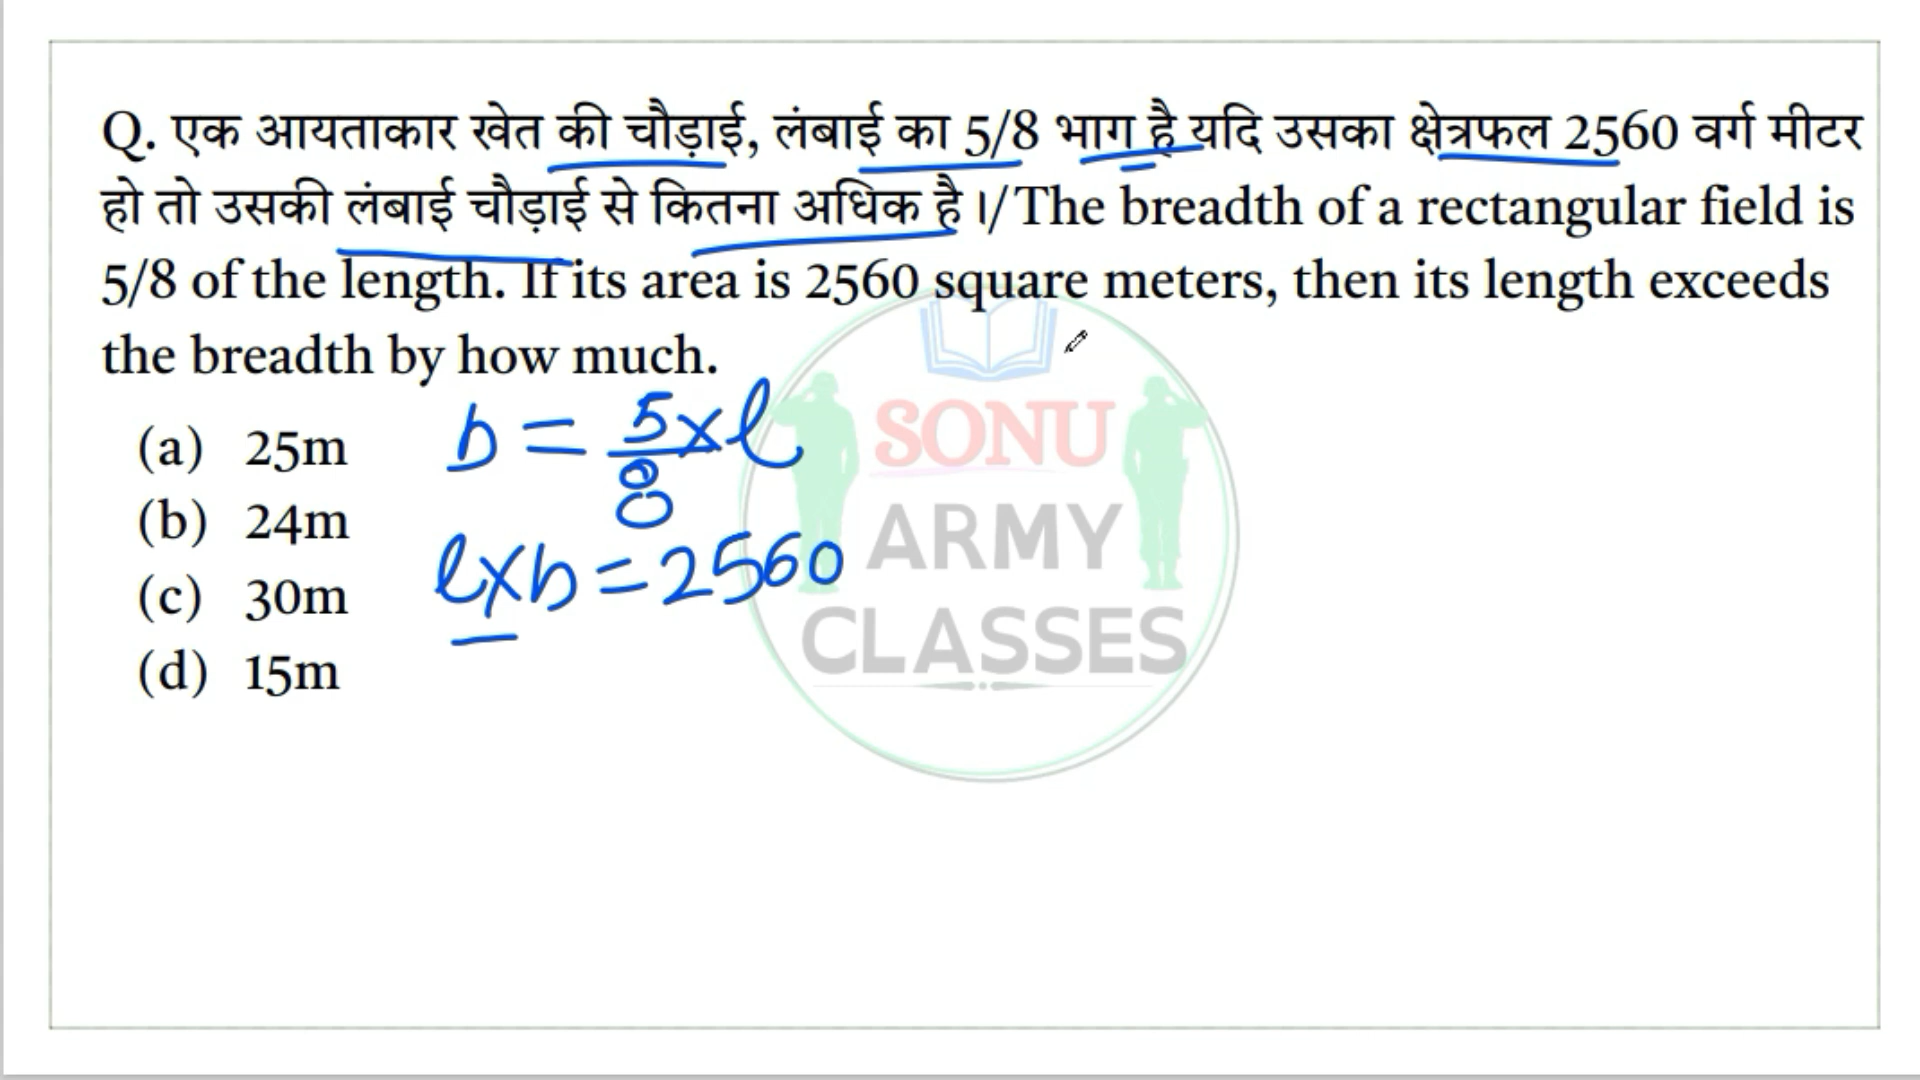 Q. एक आयताकार खेत की चौड़ाई, लंबाई का 5/8 भाग है यदि उसका क्षेत्रफल 2560 वर्ग मीटर
हो तो उसकी लंबाई चौड़ाई से कितना अधिक है ।/The breadth of a rectangular field is
5/8 of the length. If its area is 2560 square meters, then its length exceeds
the breadth by how much.
(a) 25m
(b) 24m
(c) 30m
(d) 15m
b = 5/8 × l
l×b = 2560
SONU
ARMY
CLASSES